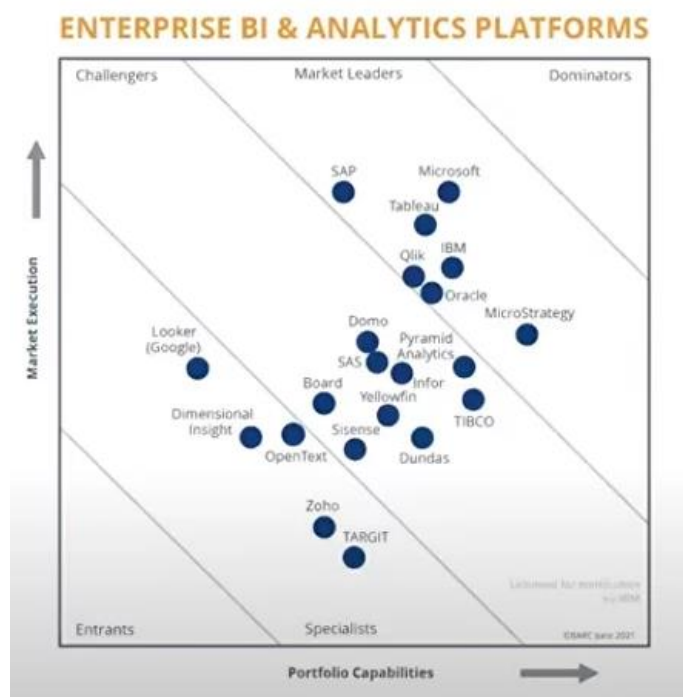 ENTERPRISE BI & ANALYTICS PLATFORMS
Challengers
Market Leaders
Dominators
SAP
Microsoft
Tableau
Qlik
IBM
Oracle
MicroStrategy
Looker
(Google)
Domo
SAS
Pyramid
Analytics
Infor
Board
Yellowfin
TIBCO
Dimensional
Insight
OpenText
Sisense
Dundas
Zoho
TARGIT
Entrants
Specialists
©BARC June 2021
Market Execution
Portfolio Capabilities